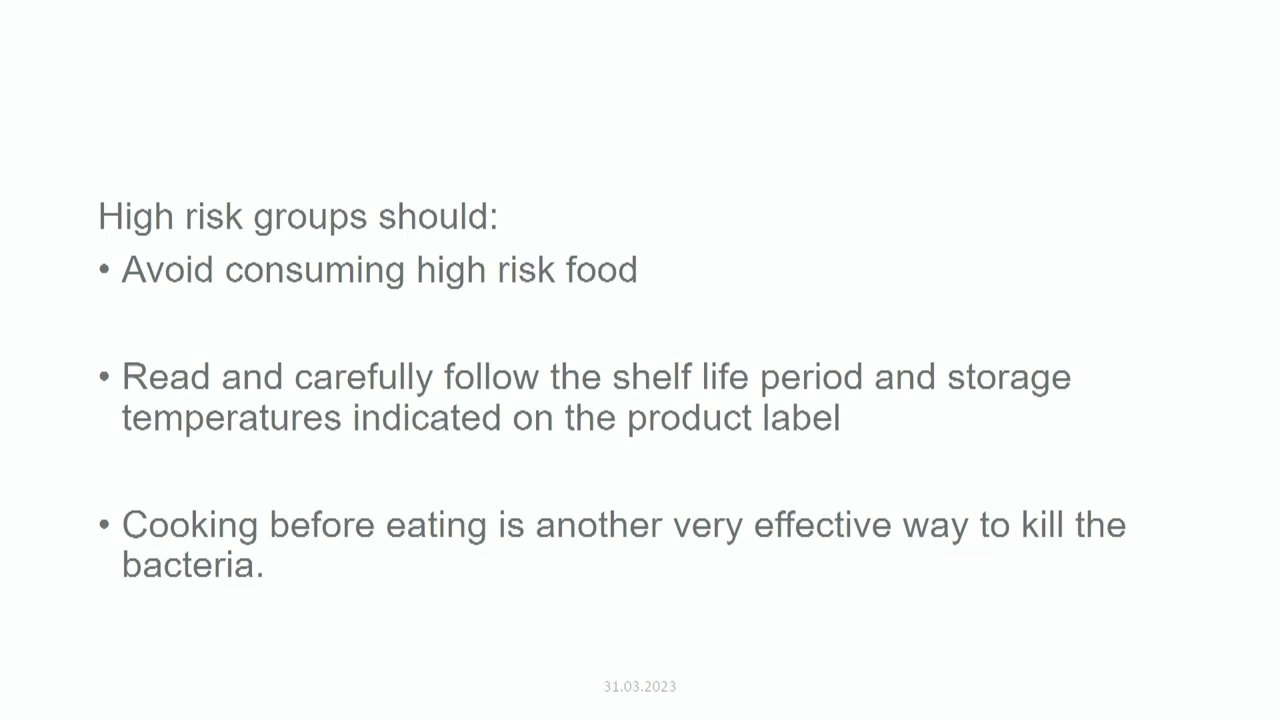 High risk groups should:
• Avoid consuming high risk food
• Read and carefully follow the shelf life period and storage
temperatures indicated on the product label
• Cooking before eating is another very effective way to kill the
bacteria.
31.03.2023